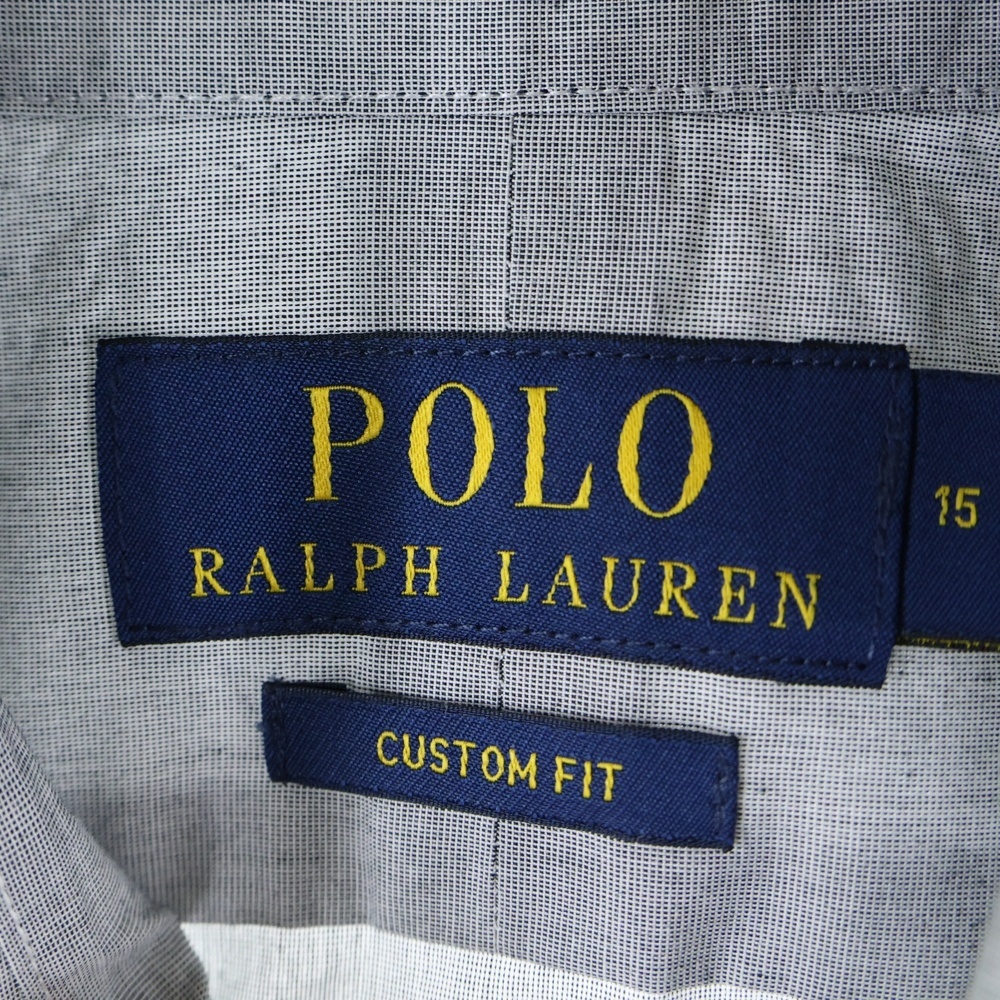 POLO
RALPH LAUREN
15
CUSTOM FIT